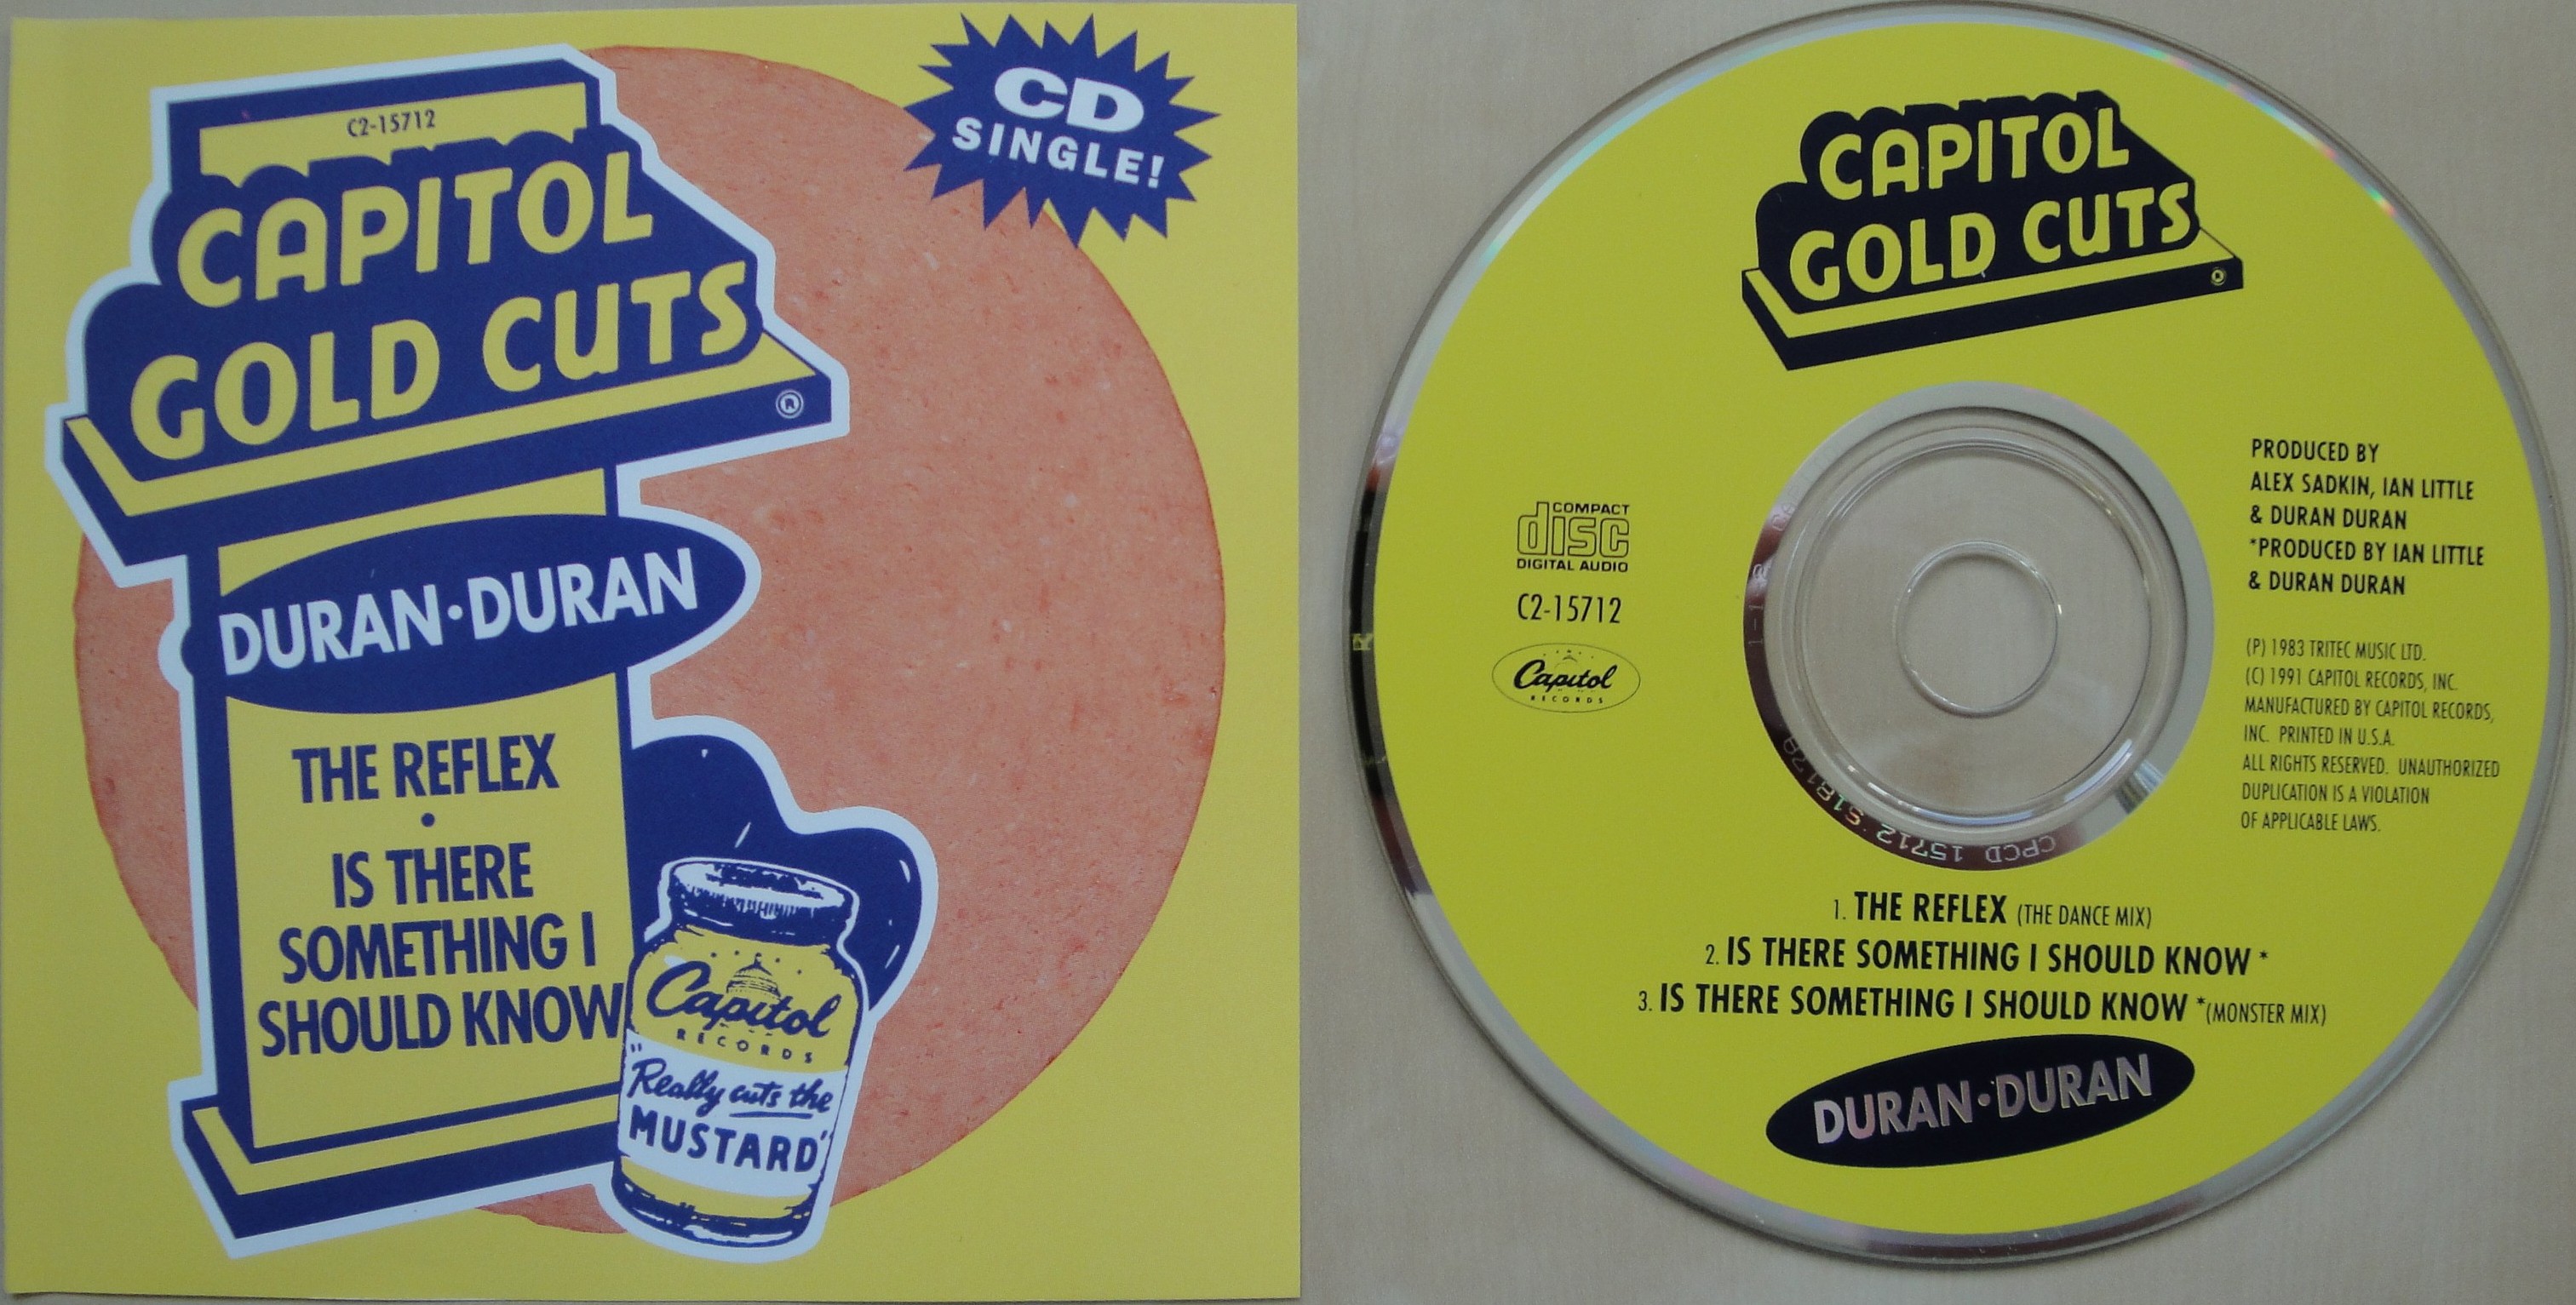 CD
SINGLE!
C2-15712
CAPITOL
GOLD CUTS
®
DURAN•DURAN
THE REFLEX
•
IS THERE
SOMETHING I
SHOULD KNOW
Capitol
RECORDS
"Really cuts the
MUSTARD"
CAPITOL
GOLD CUTS
®
PRODUCED BY
ALEX SADKIN, IAN LITTLE
& DURAN DURAN
*PRODUCED BY IAN LITTLE
& DURAN DURAN
COMPACT
disc
DIGITAL AUDIO
C2-15712
Capitol
RECORDS
(P) 1983 TRITEC MUSIC LTD.
(C) 1991 CAPITOL RECORDS, INC.
MANUFACTURED BY CAPITOL RECORDS,
INC. PRINTED IN U.S.A.
ALL RIGHTS RESERVED. UNAUTHORIZED
DUPLICATION IS A VIOLATION
OF APPLICABLE LAWS.
CPCD 15712
1. THE REFLEX (THE DANCE MIX)
2. IS THERE SOMETHING I SHOULD KNOW *
3. IS THERE SOMETHING I SHOULD KNOW *(MONSTER MIX)
DURAN•DURAN